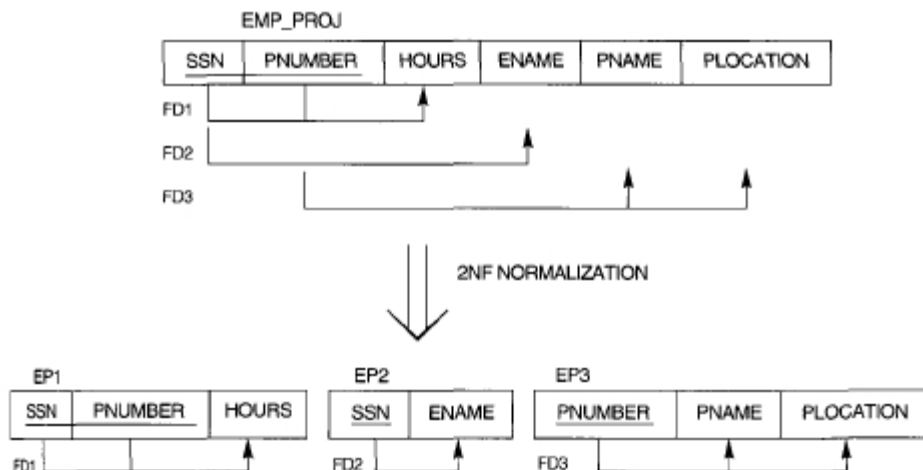 EMP_PROJ
SSN PNUMBER HOURS ENAME PNAME PLOCATION
FD1
FD2
FD3
2NF NORMALIZATION
EP1
SSN PNUMBER HOURS
FD1
EP2
SSN ENAME
FD2
EP3
PNUMBER PNAME PLOCATION
FD3